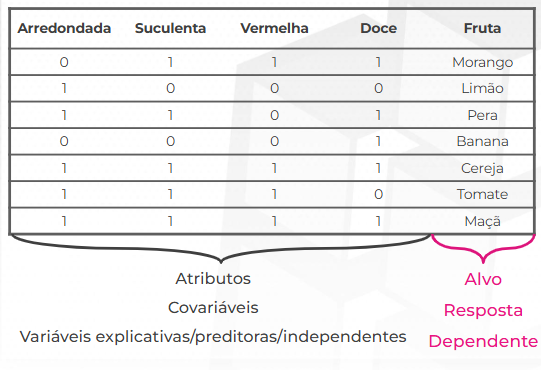 Arredondada Suculenta Vermelha Doce Fruta
0 1 1 1 Morango
1 0 0 0 Limão
1 1 0 1 Pera
0 0 0 1 Banana
1 1 1 1 Cereja
1 1 1 0 Tomate
1 1 1 1 Maçã
Atributos Alvo
Covariáveis Resposta
Variáveis explicativas/preditoras/independentes Dependente